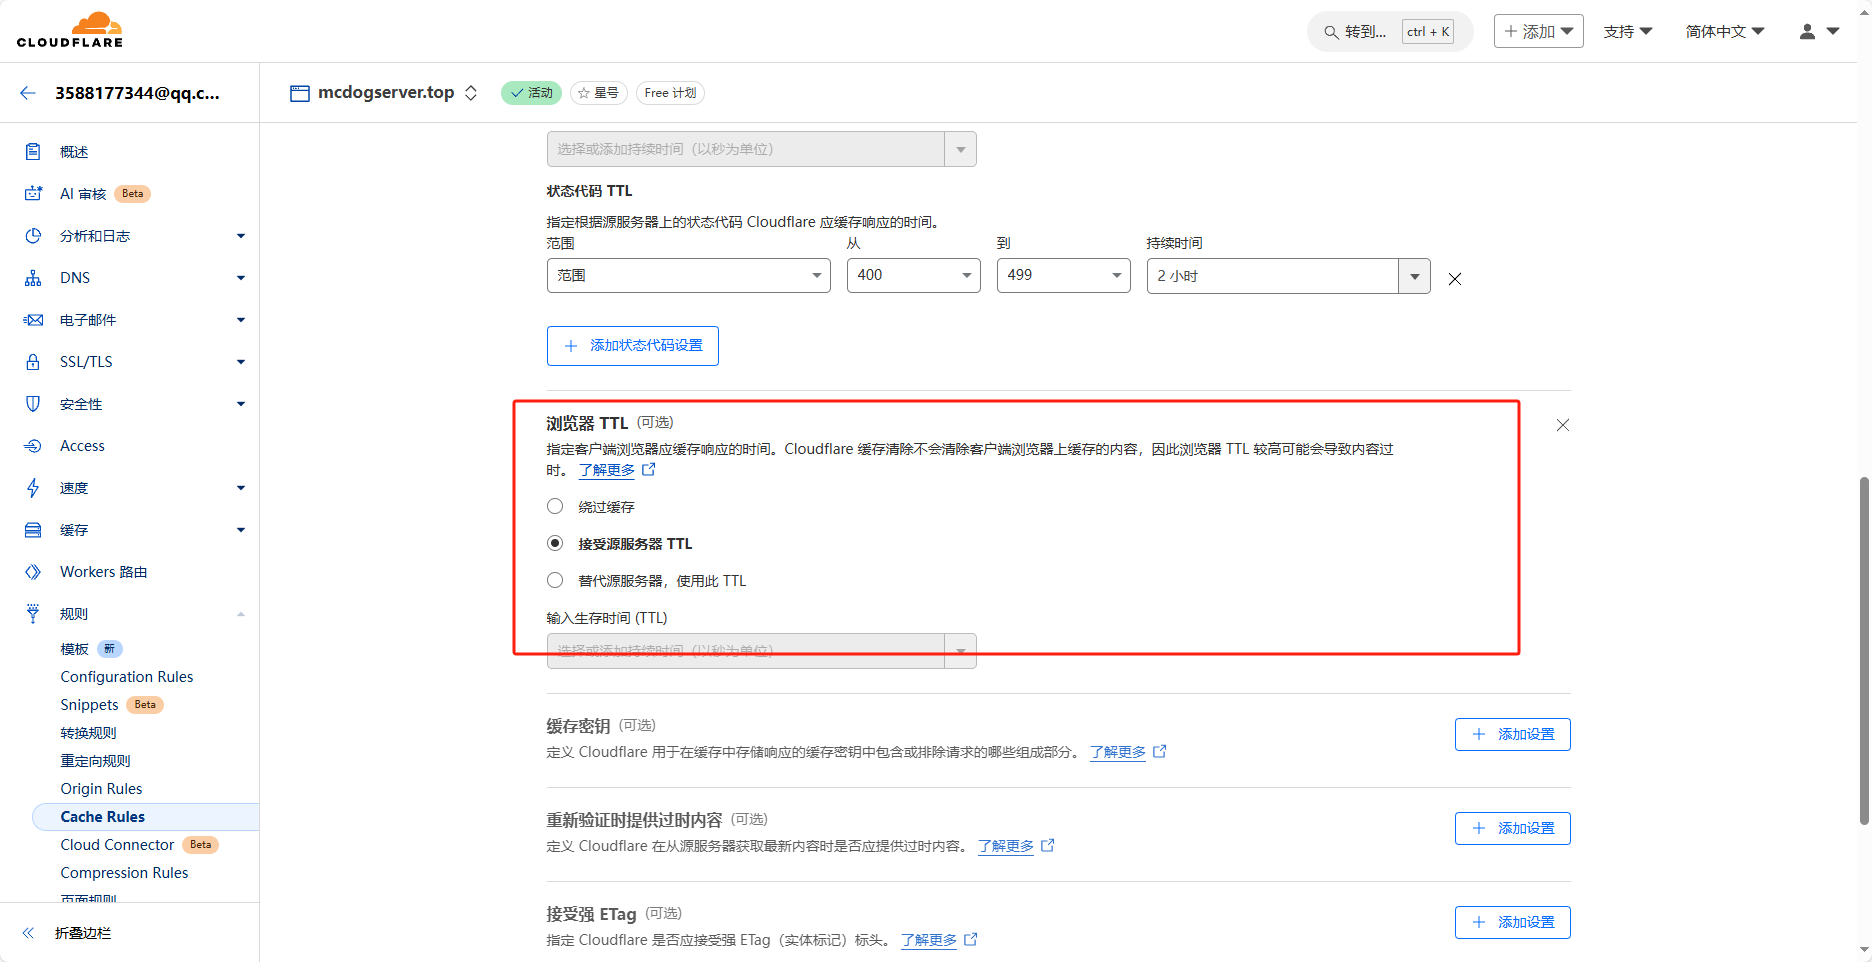 CLOUDFLARE
转到... ctrl + K
添加
支持
简体中文
3588177344@qq.c...
mcdogserver.top
活动
星号
Free 计划
概述
AI 审核 Beta
分析和日志
DNS
电子邮件
SSL/TLS
安全性
Access
速度
缓存
Workers 路由
规则
模板 新
Configuration Rules
Snippets Beta
转换规则
重定向规则
Origin Rules
Cache Rules
Cloud Connector Beta
Compression Rules
页面规则
折叠边栏
选择或添加持续时间（以秒为单位）
状态代码 TTL
指定根据源服务器上的状态代码 Cloudflare 应缓存响应的时间。
范围 从 到 持续时间
范围 400 499 2 小时
添加状态代码设置
浏览器 TTL (可选)
指定客户端浏览器应缓存响应的时间。Cloudflare 缓存清除不会清除客户端浏览器上缓存的内容，因此浏览器 TTL 较高可能会导致内容过
时。 了解更多
绕过缓存
接受源服务器 TTL
替代源服务器，使用此 TTL
输入生存时间 (TTL)
选择或添加持续时间（以秒为单位）
缓存密钥 (可选)
定义 Cloudflare 用于在缓存中存储响应的缓存密钥中包含或排除请求的哪些组成部分。 了解更多
添加设置
重新验证时提供过时内容 (可选)
定义 Cloudflare 在从源服务器获取最新内容时是否应提供过时内容。 了解更多
添加设置
接受强 ETag (可选)
指定 Cloudflare 是否应接受强 ETag（实体标记）标头。 了解更多
添加设置